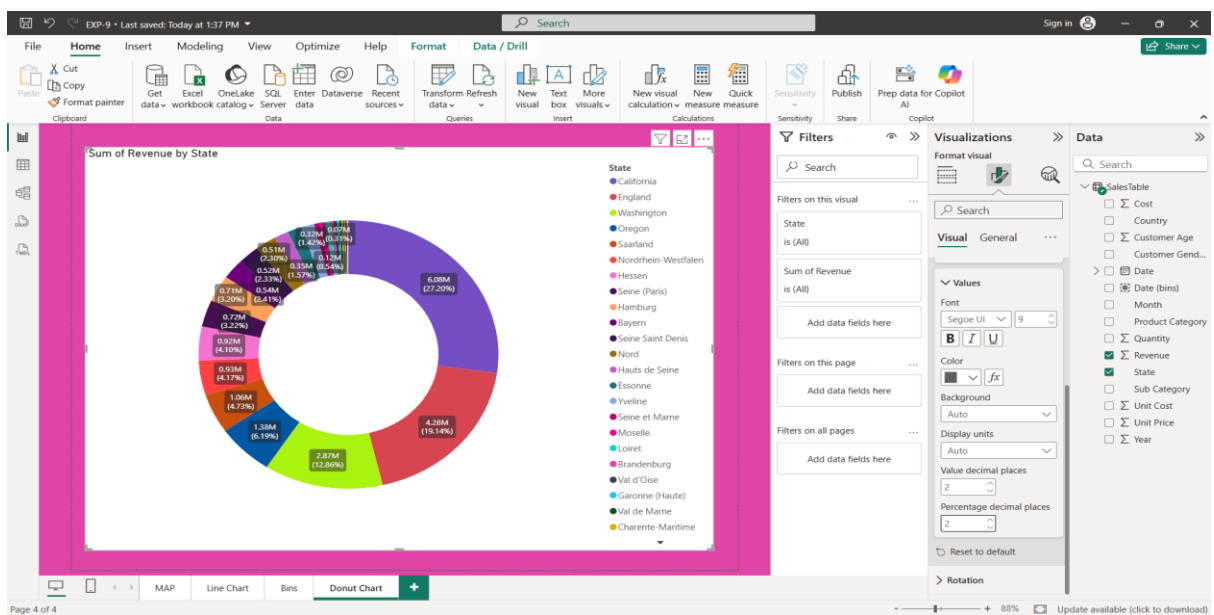 EXP-9 • Last saved: Today at 1:37 PM
Search
Sign in
File Home Insert Modeling View Optimize Help Format Data / Drill
Share
Paste
Cut
Copy
Format painter
Get data
Excel workbook
OneLake catalog
SQL Server
Enter data
Dataverse
Recent sources
Transform data
Refresh
New visual
Text box
More visuals
New visual calculation
New measure
Quick measure
Sensitivity
Publish
Prep data for AI
Copilot
Clipboard
Data
Queries
Insert
Calculations
Sensitivity
Share
Copilot
Sum of Revenue by State
6.08M
(27.20%)
4.28M
(19.14%)
2.87M
(12.86%)
1.38M
(6.19%)
1.06M
(4.73%)
0.93M
(4.17%)
0.92M
(4.10%)
0.72M
(3.22%)
0.71M
(3.20%)
0.54M
(2.41%)
0.52M
(2.33%)
0.51M
(2.30%)
0.35M
(1.57%)
0.32M
(1.42%)
0.12M
(0.54%)
0.07M
(0.31%)
State
California
England
Washington
Oregon
Saarland
Nordrhein-Westfalen
Hessen
Seine (Paris)
Hamburg
Bayern
Seine Saint Denis
Nord
Hauts de Seine
Essonne
Yveline
Seine et Marne
Moselle
Loiret
Brandenburg
Val d'Oise
Garonne (Haute)
Val de Marne
Charente-Maritime
Filters
Search
Filters on this visual
State
is (All)
Sum of Revenue
is (All)
Add data fields here
Filters on this page
Add data fields here
Filters on all pages
Add data fields here
Visualizations
Format visual
Search
Visual General
Values
Font
Segoe UI 9
B I U
Color
fx
Background
Auto
Display units
Auto
Value decimal places
2
Percentage decimal places
2
Reset to default
Rotation
Data
Search
SalesTable
Cost
Country
Customer Age
Customer Gend...
Date
Date (bins)
Month
Product Category
Quantity
Revenue
State
Sub Category
Unit Cost
Unit Price
Year
MAP Line Chart Bins Donut Chart
Page 4 of 4
88%
Update available (click to download)